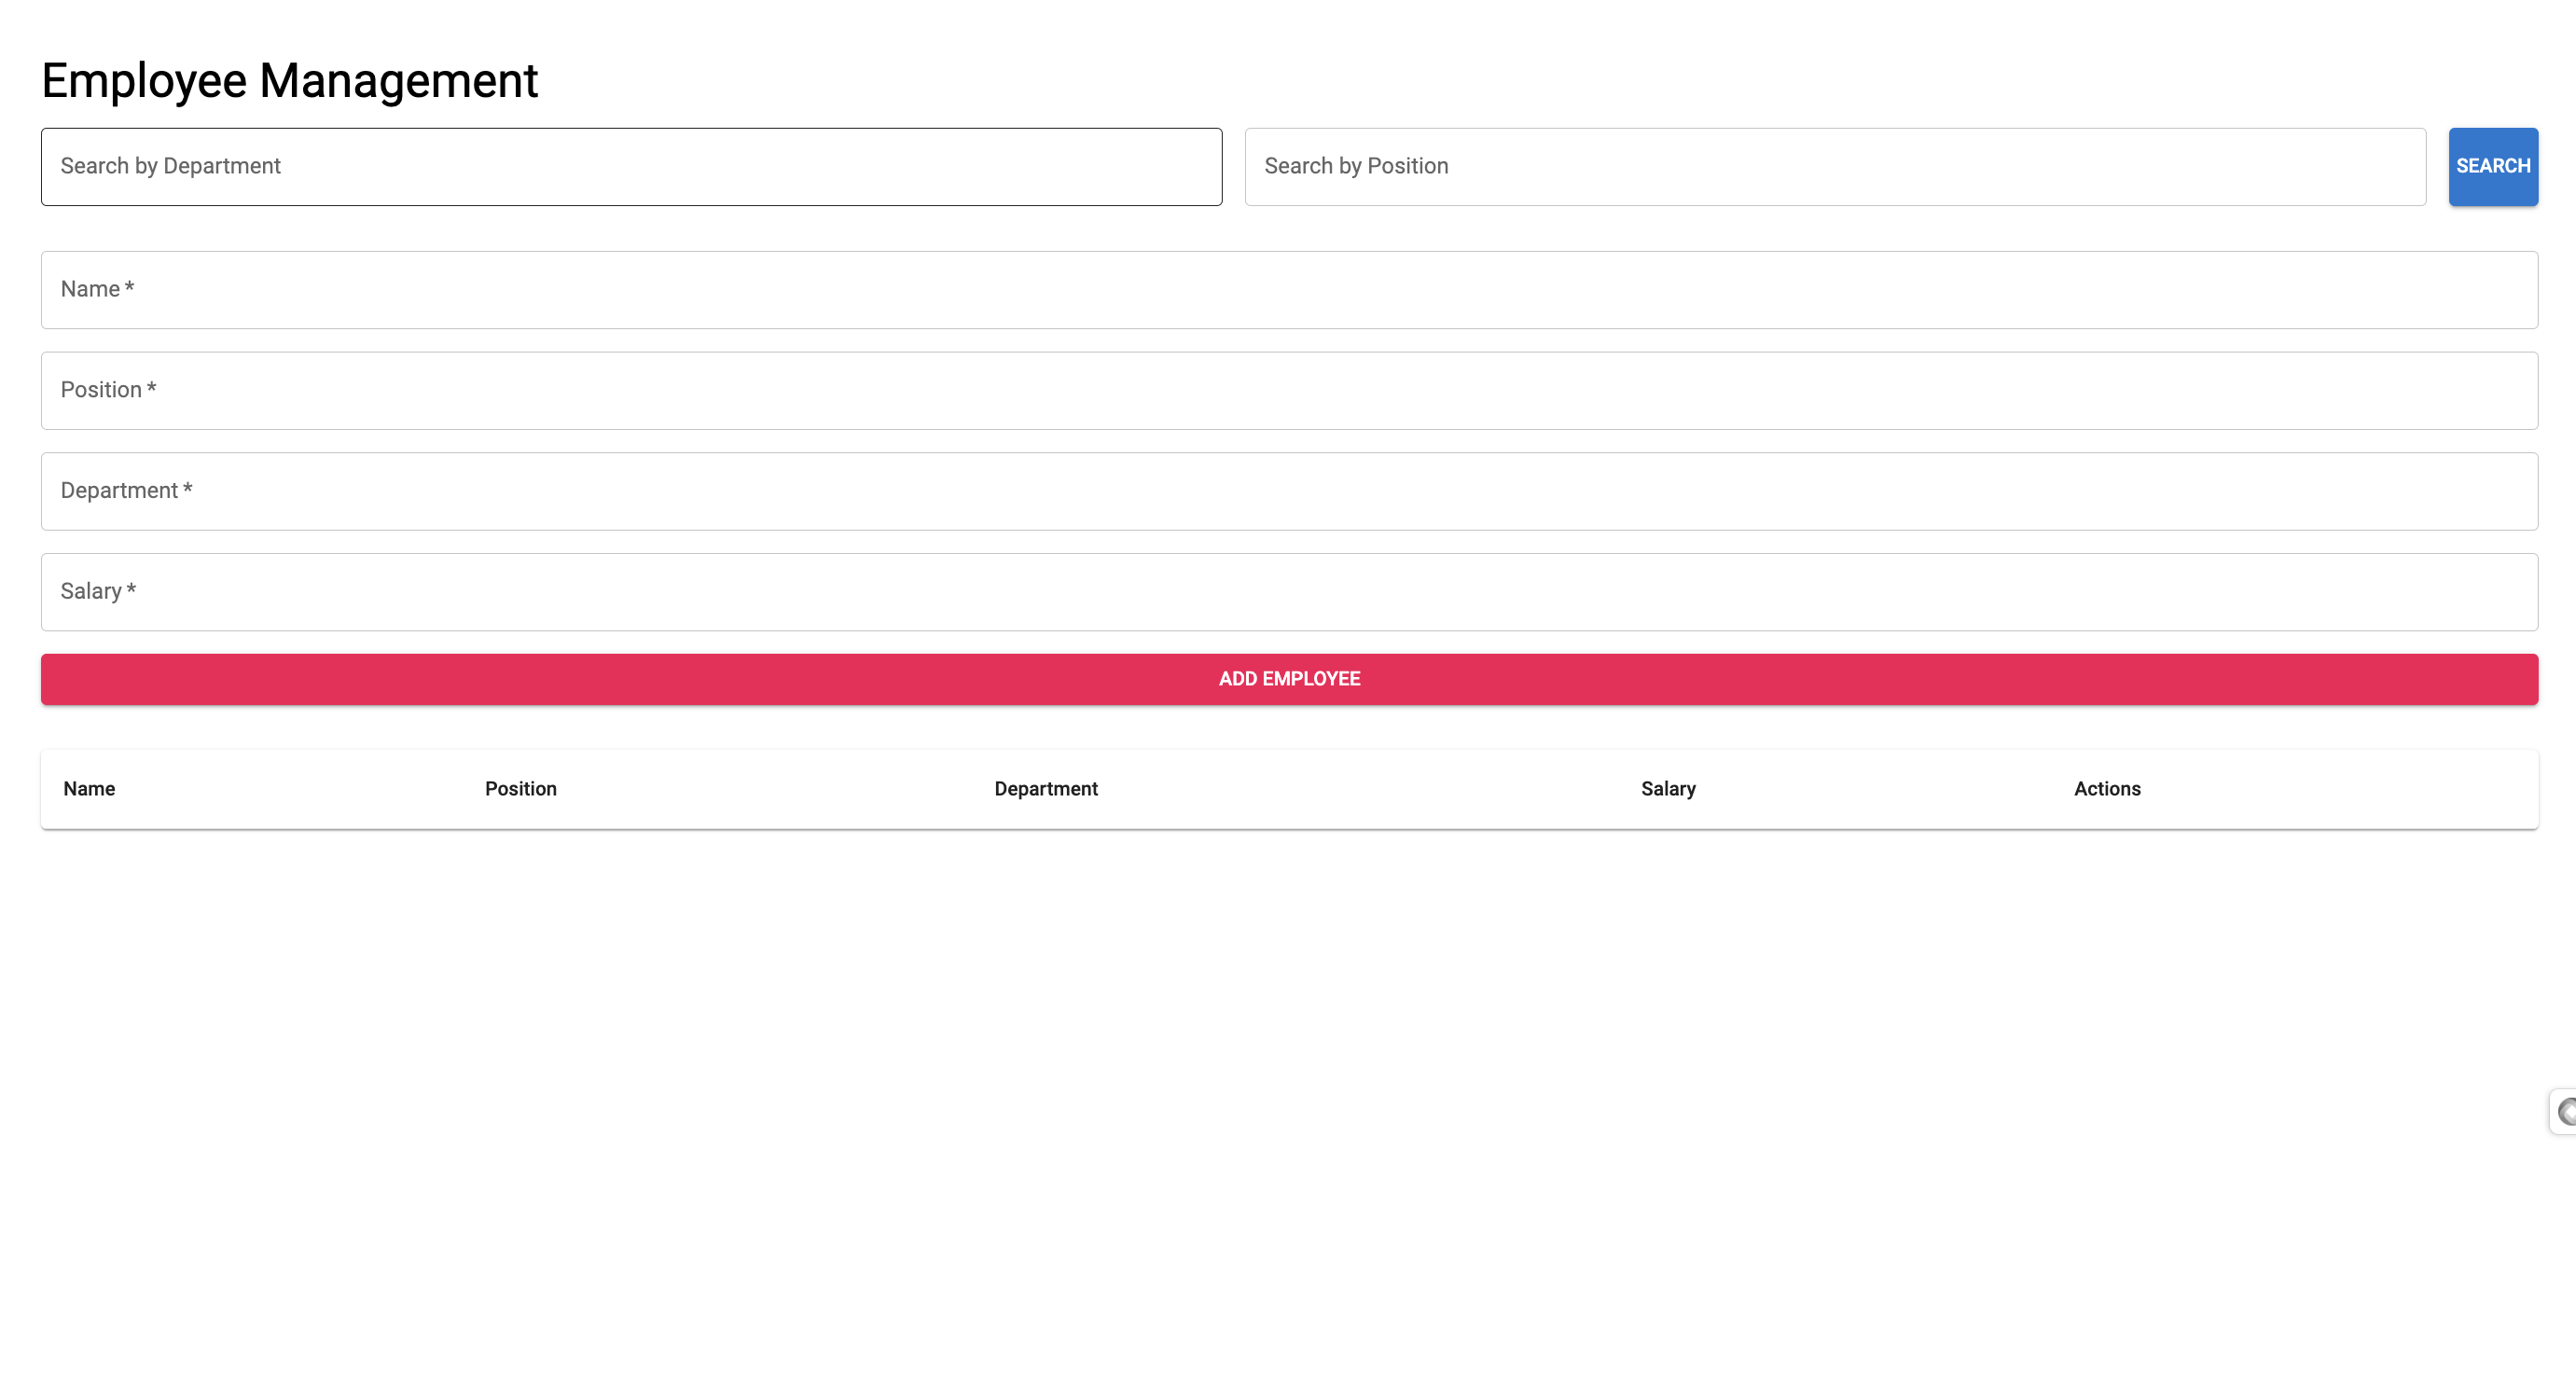 Employee Management
Search by Department
Search by Position
SEARCH
Name *
Position *
Department *
Salary *
ADD EMPLOYEE
Name Position Department Salary Actions